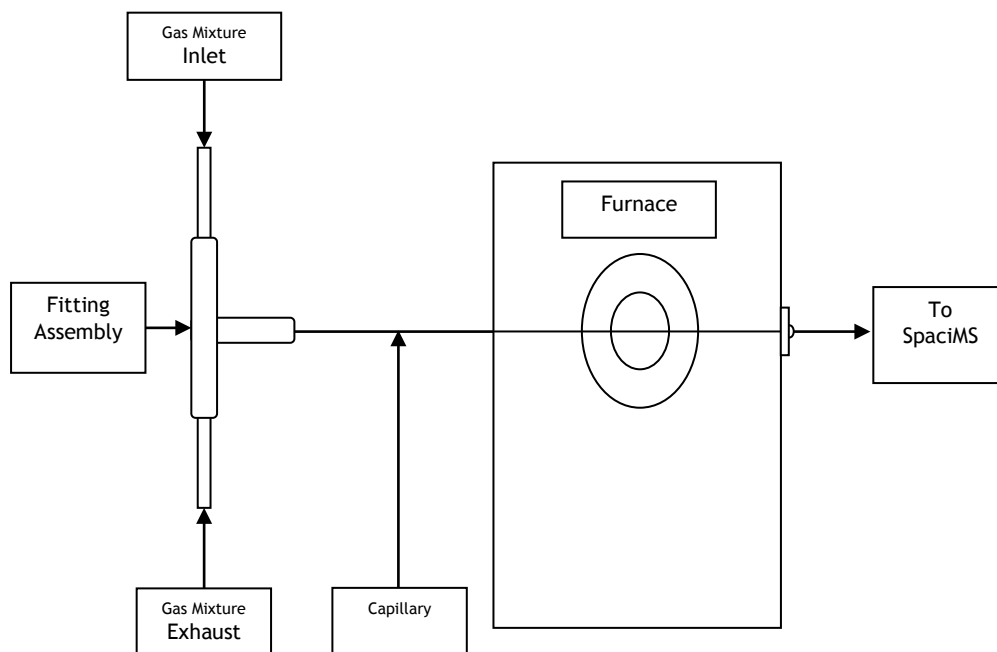 Gas Mixture
Inlet
Furnace
Fitting
Assembly
To
SpaciMS
Gas Mixture
Exhaust
Capillary